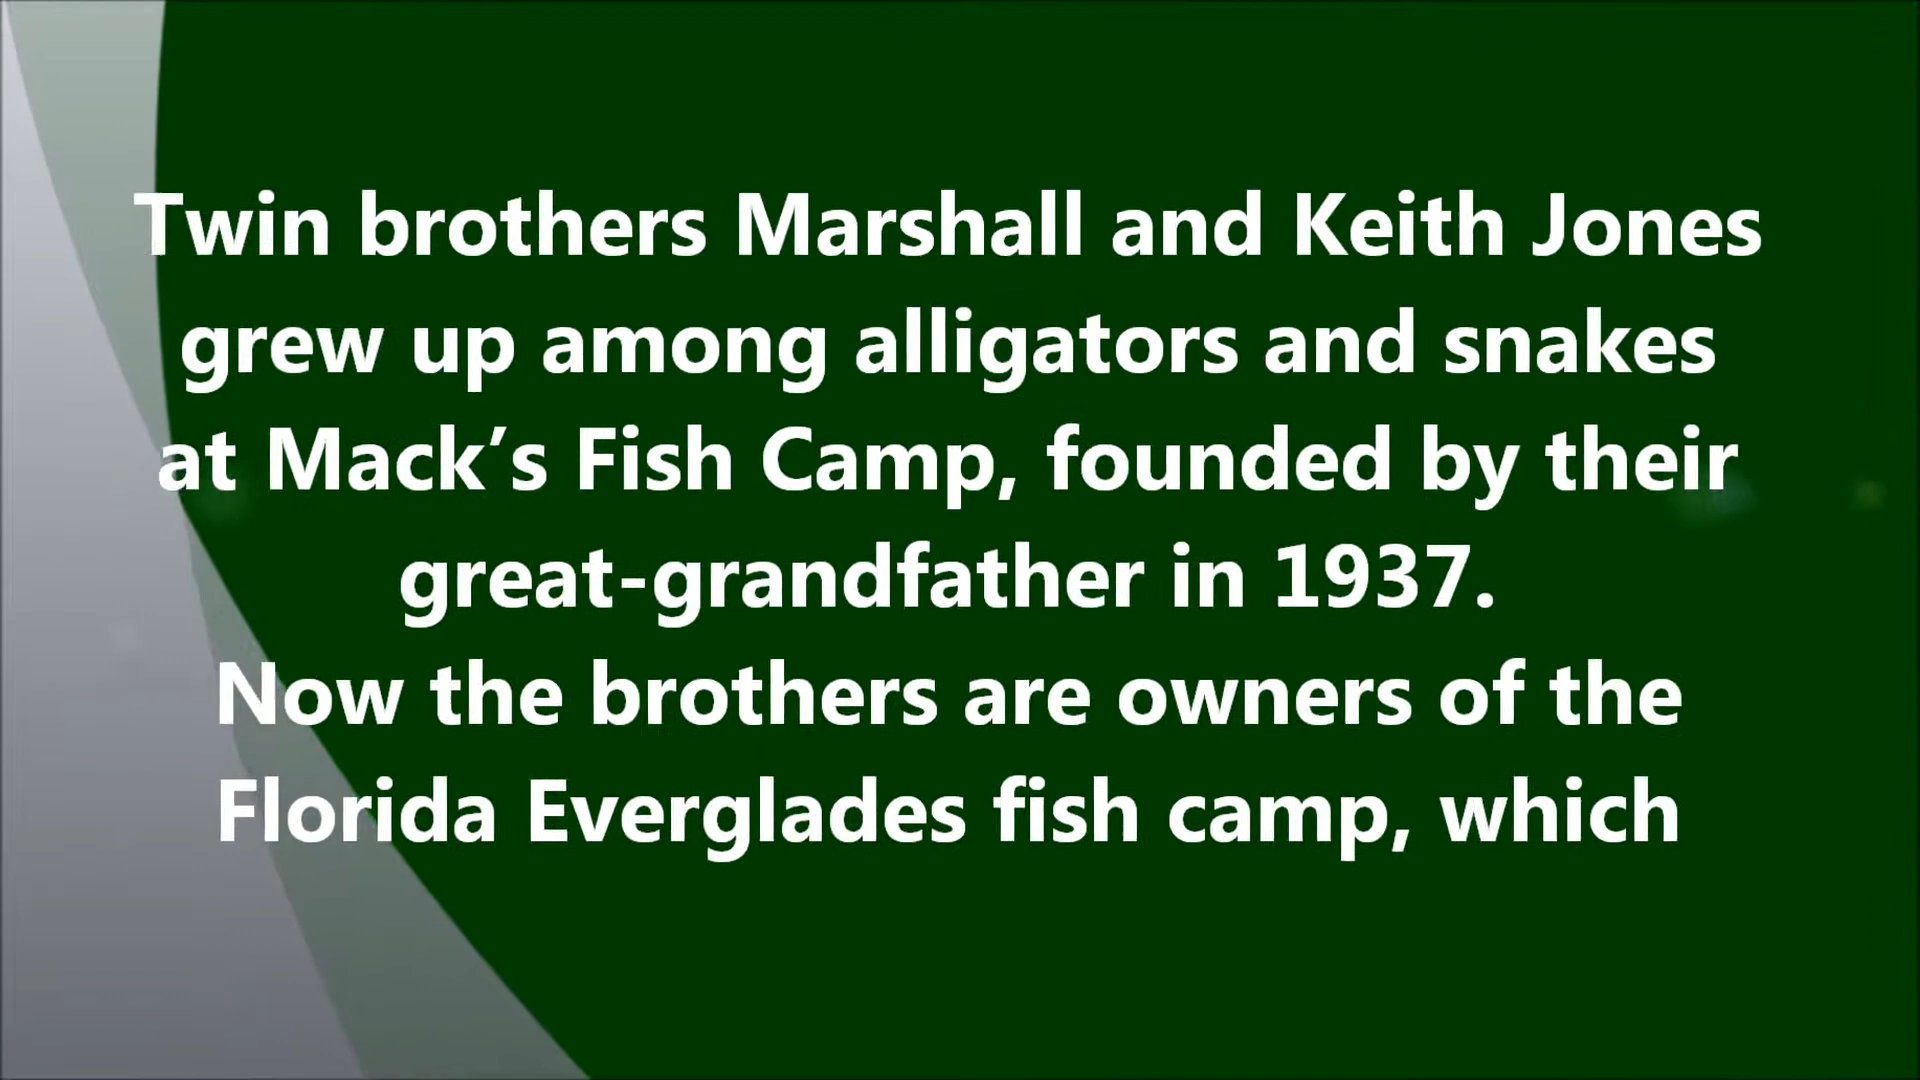 Twin brothers Marshall and Keith Jones
grew up among alligators and snakes
at Mack’s Fish Camp, founded by their
great-grandfather in 1937.
Now the brothers are owners of the
Florida Everglades fish camp, which